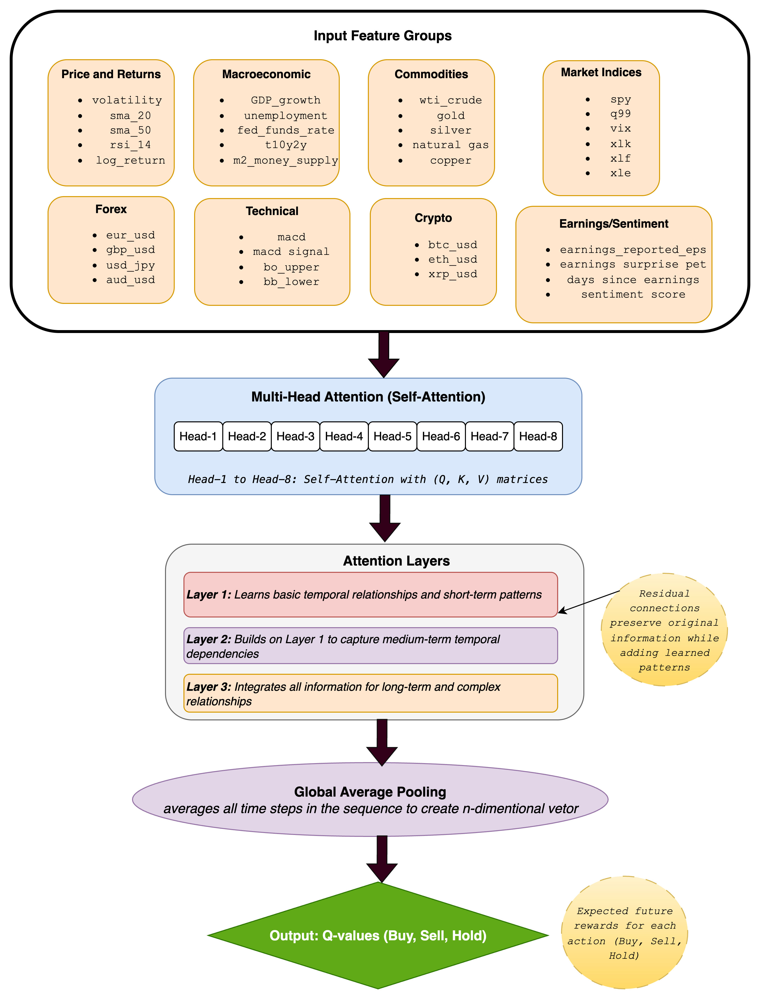 Input Feature Groups
Price and Returns
• volatility
• sma_20
• sma_50
• rsi_14
• log_return
Macroeconomic
• GDP_growth
• unemployment
• fed_funds_rate
• t10y2y
• m2_money_supply
Commodities
• wti_crude
• gold
• silver
• natural gas
• copper
Market Indices
• spy
• q99
• vix
• xlk
• xlf
• xle
Forex
• eur_usd
• gbp_usd
• usd_jpy
• aud_usd
Technical
• macd
• macd signal
• bo_upper
• bb_lower
Crypto
• btc_usd
• eth_usd
• xrp_usd
Earnings/Sentiment
• earnings_reported_eps
• earnings surprise pet
• days since earnings
• sentiment score
Multi-Head Attention (Self-Attention)
Head-1 Head-2 Head-3 Head-4 Head-5 Head-6 Head-7 Head-8
Head-1 to Head-8: Self-Attention with (Q, K, V) matrices
Attention Layers
Layer 1: Learns basic temporal relationships and short-term patterns
Layer 2: Builds on Layer 1 to capture medium-term temporal
dependencies
Layer 3: Integrates all information for long-term and complex
relationships
Residual
connections
preserve original
information while
adding learned
patterns
Global Average Pooling
averages all time steps in the sequence to create n-dimentional vetor
Output: Q-values (Buy, Sell, Hold)
Expected future
rewards for each
action (Buy, Sell,
Hold)